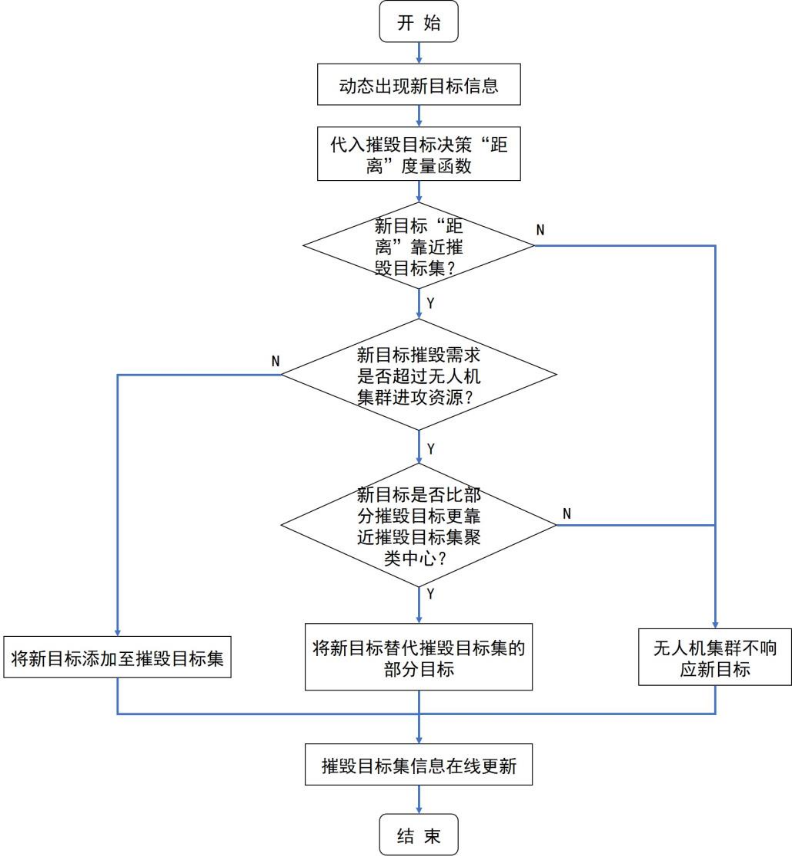 开 始
动态出现新目标信息
代入摧毁目标决策“距
离”度量函数
新目标“距
离”靠近摧
毁目标集？
N
Y
新目标摧毁需求
是否超过无人机
集群进攻资源？
N
Y
新目标是否比部
分摧毁目标更靠
近摧毁目标集聚
类中心？
N
Y
将新目标添加至摧毁目标集
将新目标替代摧毁目标集的
部分目标
无人机集群不响
应新目标
摧毁目标集信息在线更新
结 束